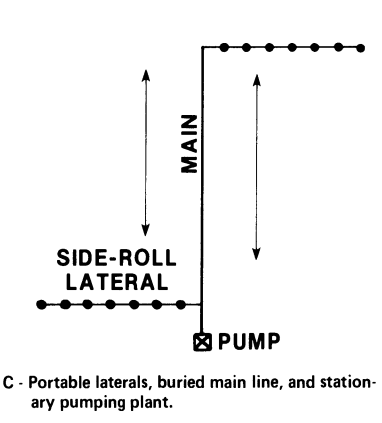 MAIN
SIDE-ROLL
LATERAL
PUMP
C - Portable laterals, buried main line, and station-
ary pumping plant.